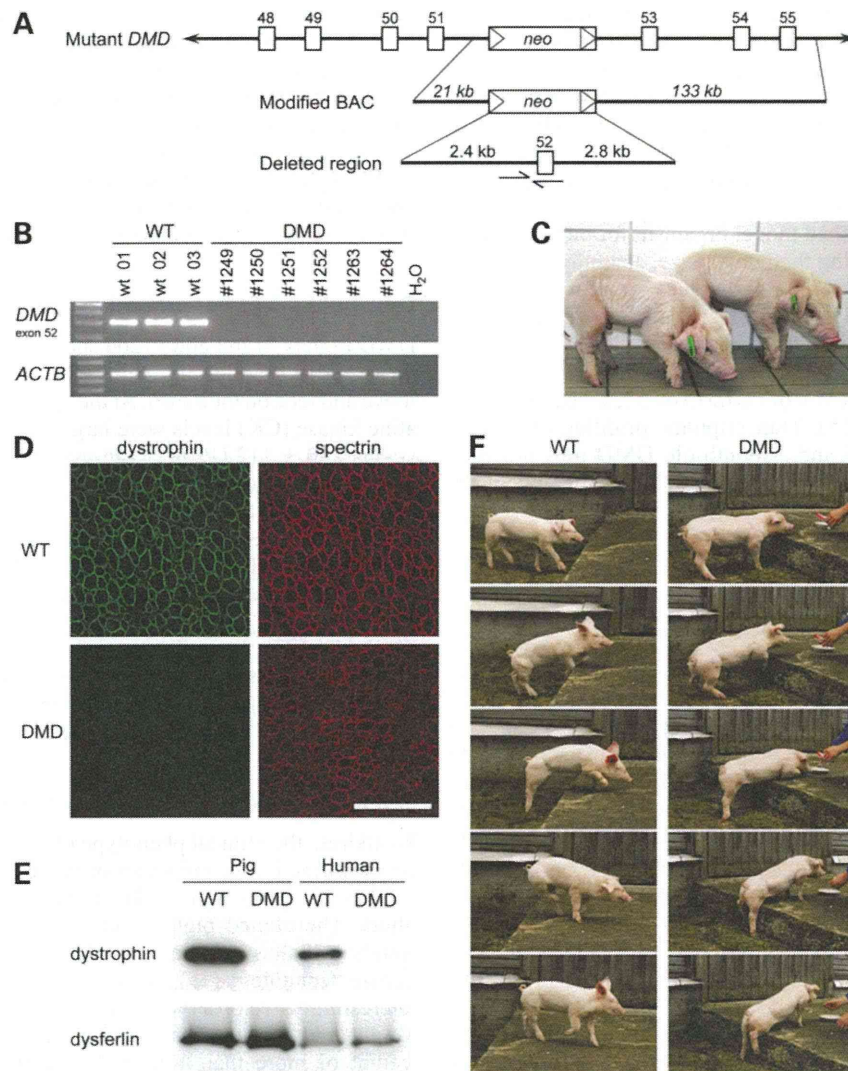 A
48 49 50 51 53 54 55
Mutant DMD
neo
21 kb 133 kb
Modified BAC
neo
52
Deleted region
2.4 kb 2.8 kb
B
WT DMD
wt 01 wt 02 wt 03 #1249 #1250 #1251 #1252 #1263 #1264 H2O
DMD
exon 52
ACTB
C
D
dystrophin spectrin
WT
DMD
E
Pig Human
WT DMD WT DMD
dystrophin
dysferlin
F
WT DMD